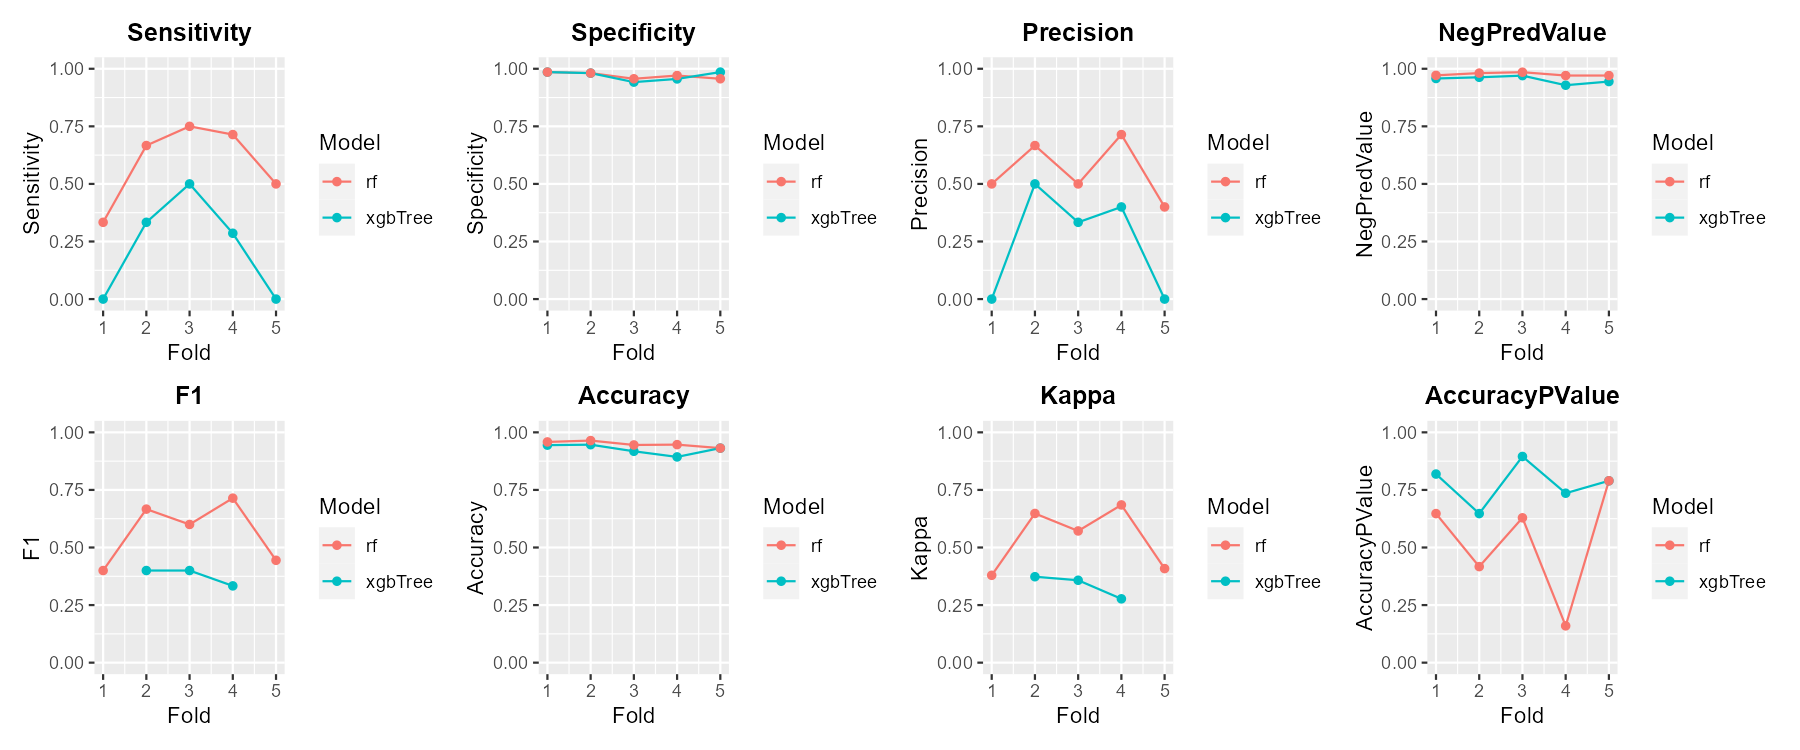 Sensitivity
1.00
0.75
0.50
0.25
0.00
Sensitivity
1 2 3 4 5
Fold
Model
rf
xgbTree
Specificity
1.00
0.75
0.50
0.25
0.00
Specificity
1 2 3 4 5
Fold
Model
rf
xgbTree
Precision
1.00
0.75
0.50
0.25
0.00
Precision
1 2 3 4 5
Fold
Model
rf
xgbTree
NegPredValue
1.00
0.75
0.50
0.25
0.00
NegPredValue
1 2 3 4 5
Fold
Model
rf
xgbTree
F1
1.00
0.75
0.50
0.25
0.00
F1
1 2 3 4 5
Fold
Model
rf
xgbTree
Accuracy
1.00
0.75
0.50
0.25
0.00
Accuracy
1 2 3 4 5
Fold
Model
rf
xgbTree
Kappa
1.00
0.75
0.50
0.25
0.00
Kappa
1 2 3 4 5
Fold
Model
rf
xgbTree
AccuracyPValue
1.00
0.75
0.50
0.25
0.00
AccuracyPValue
1 2 3 4 5
Fold
Model
rf
xgbTree